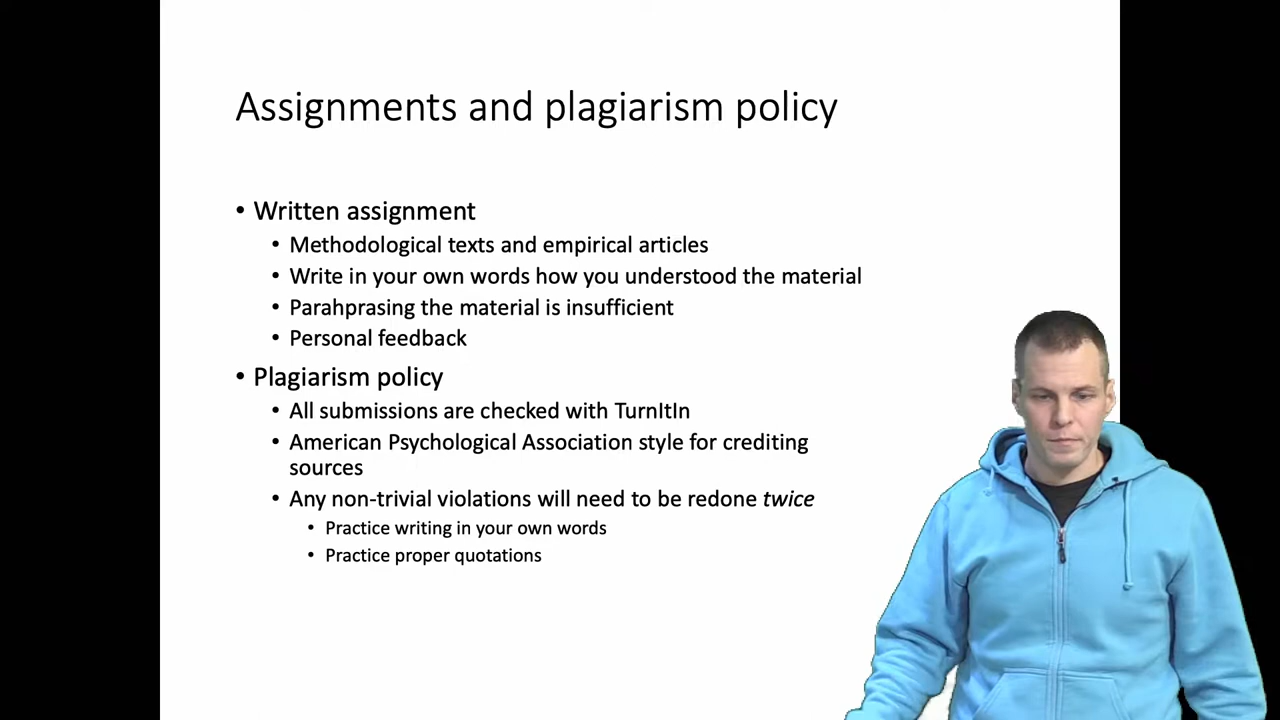 Assignments and plagiarism policy
• Written assignment
• Methodological texts and empirical articles
• Write in your own words how you understood the material
• Parahprasing the material is insufficient
• Personal feedback
• Plagiarism policy
• All submissions are checked with TurnItIn
• American Psychological Association style for crediting
sources
• Any non-trivial violations will need to be redone twice
• Practice writing in your own words
• Practice proper quotations